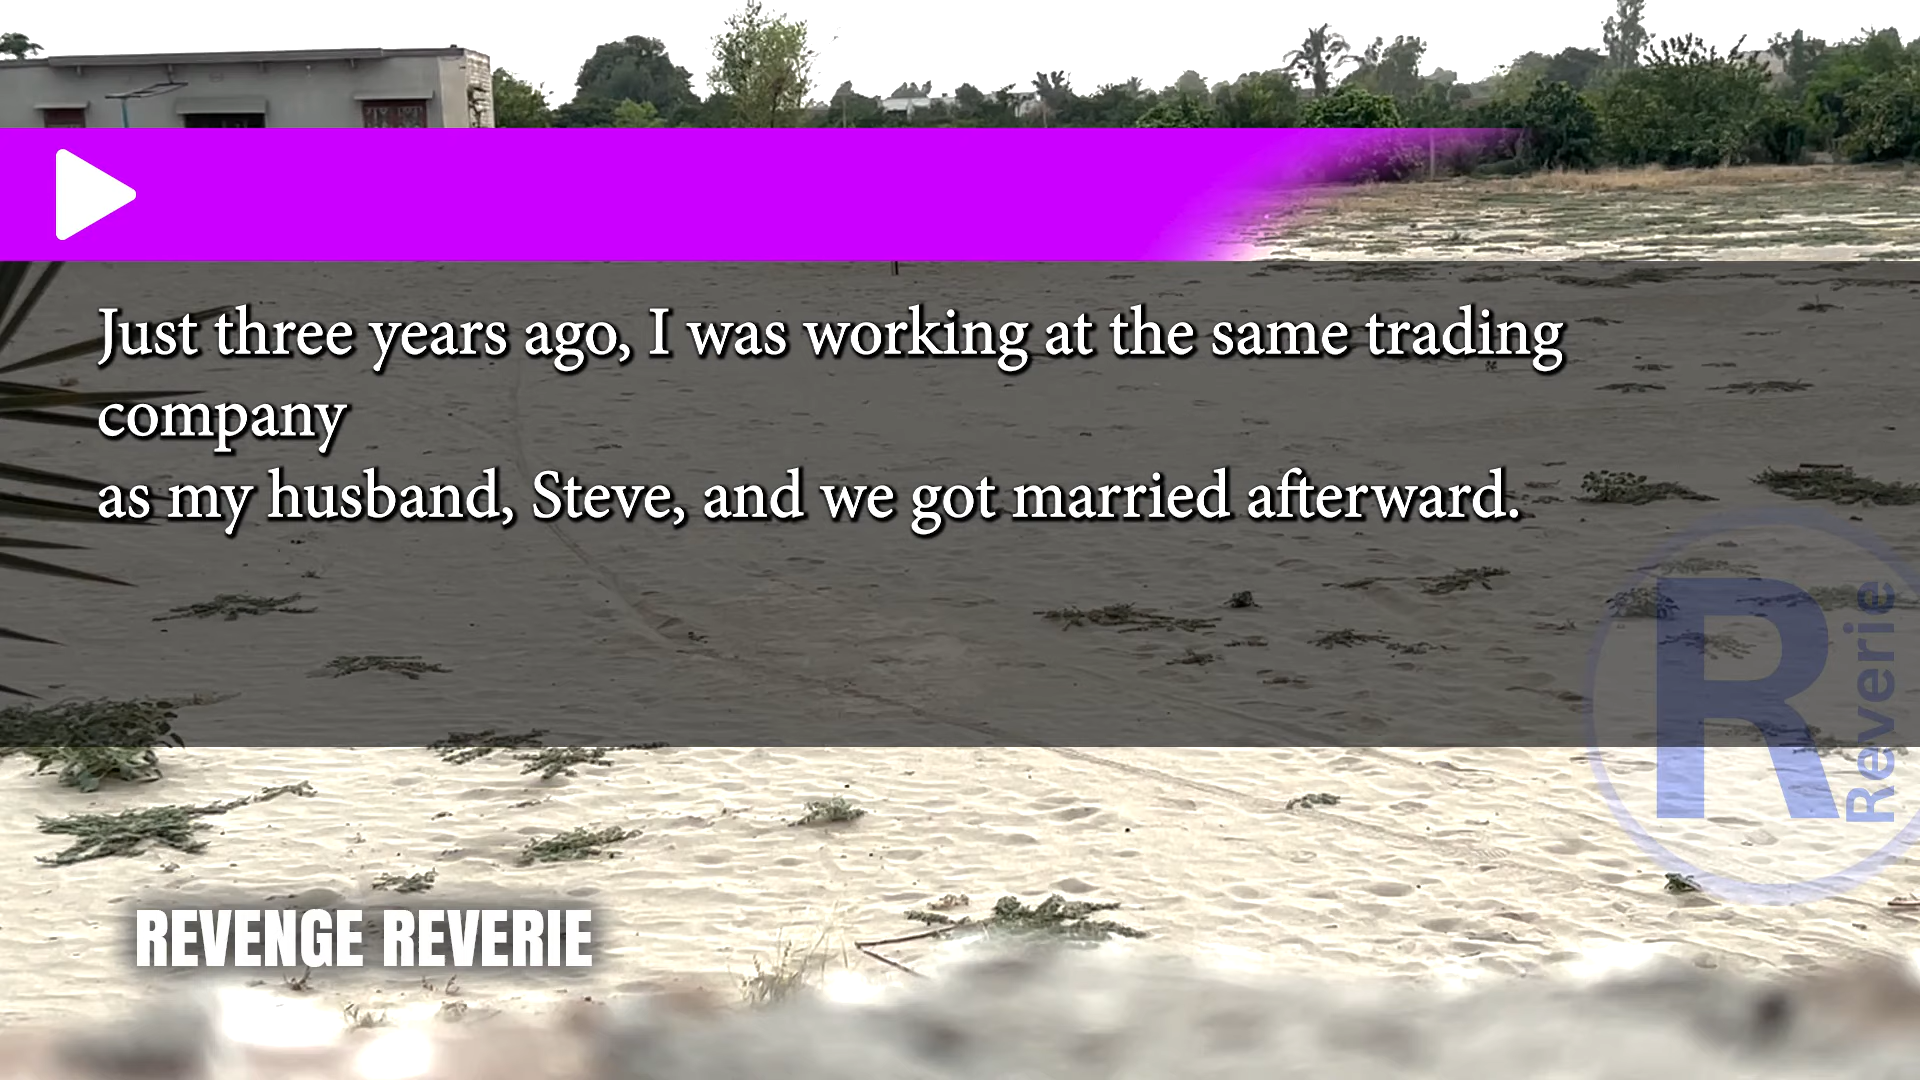 Just three years ago, I was working at the same trading
company
as my husband, Steve, and we got married afterward.
R
Reverie
REVENGE REVERIE